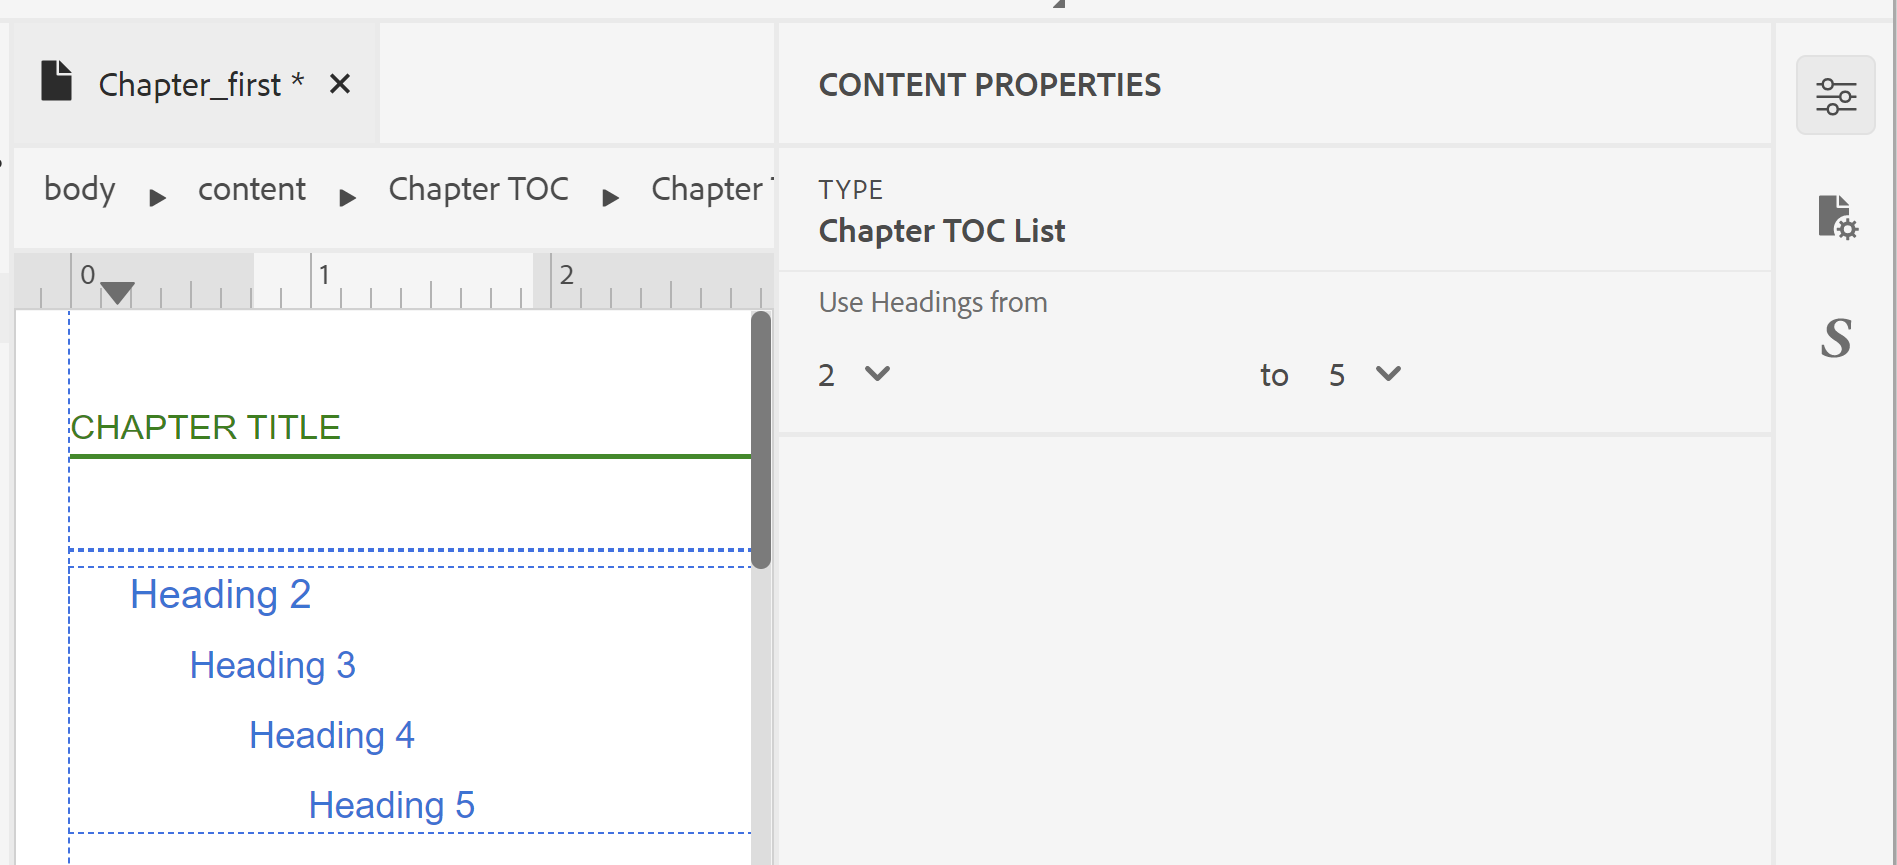 Chapter_first *
body content Chapter TOC Chapter
0 1 2
CHAPTER TITLE
Heading 2
Heading 3
Heading 4
Heading 5
CONTENT PROPERTIES
TYPE
Chapter TOC List
Use Headings from
2 to 5
S